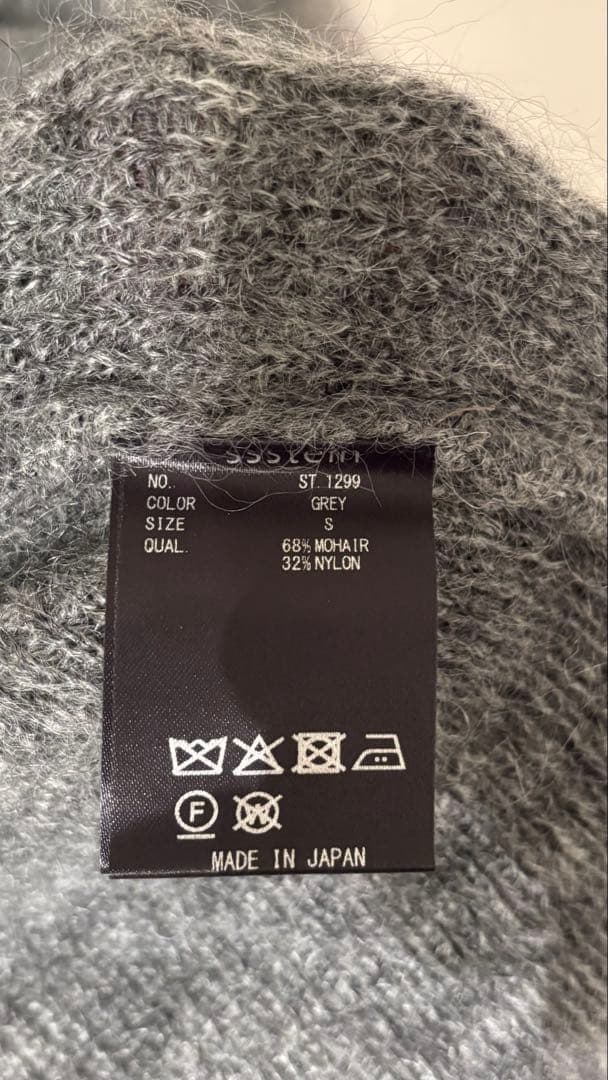 NO. ST.1299
COLOR GREY
SIZE S
QUAL. 68% MOHAIR
32% NYLON
F
W
MADE IN JAPAN